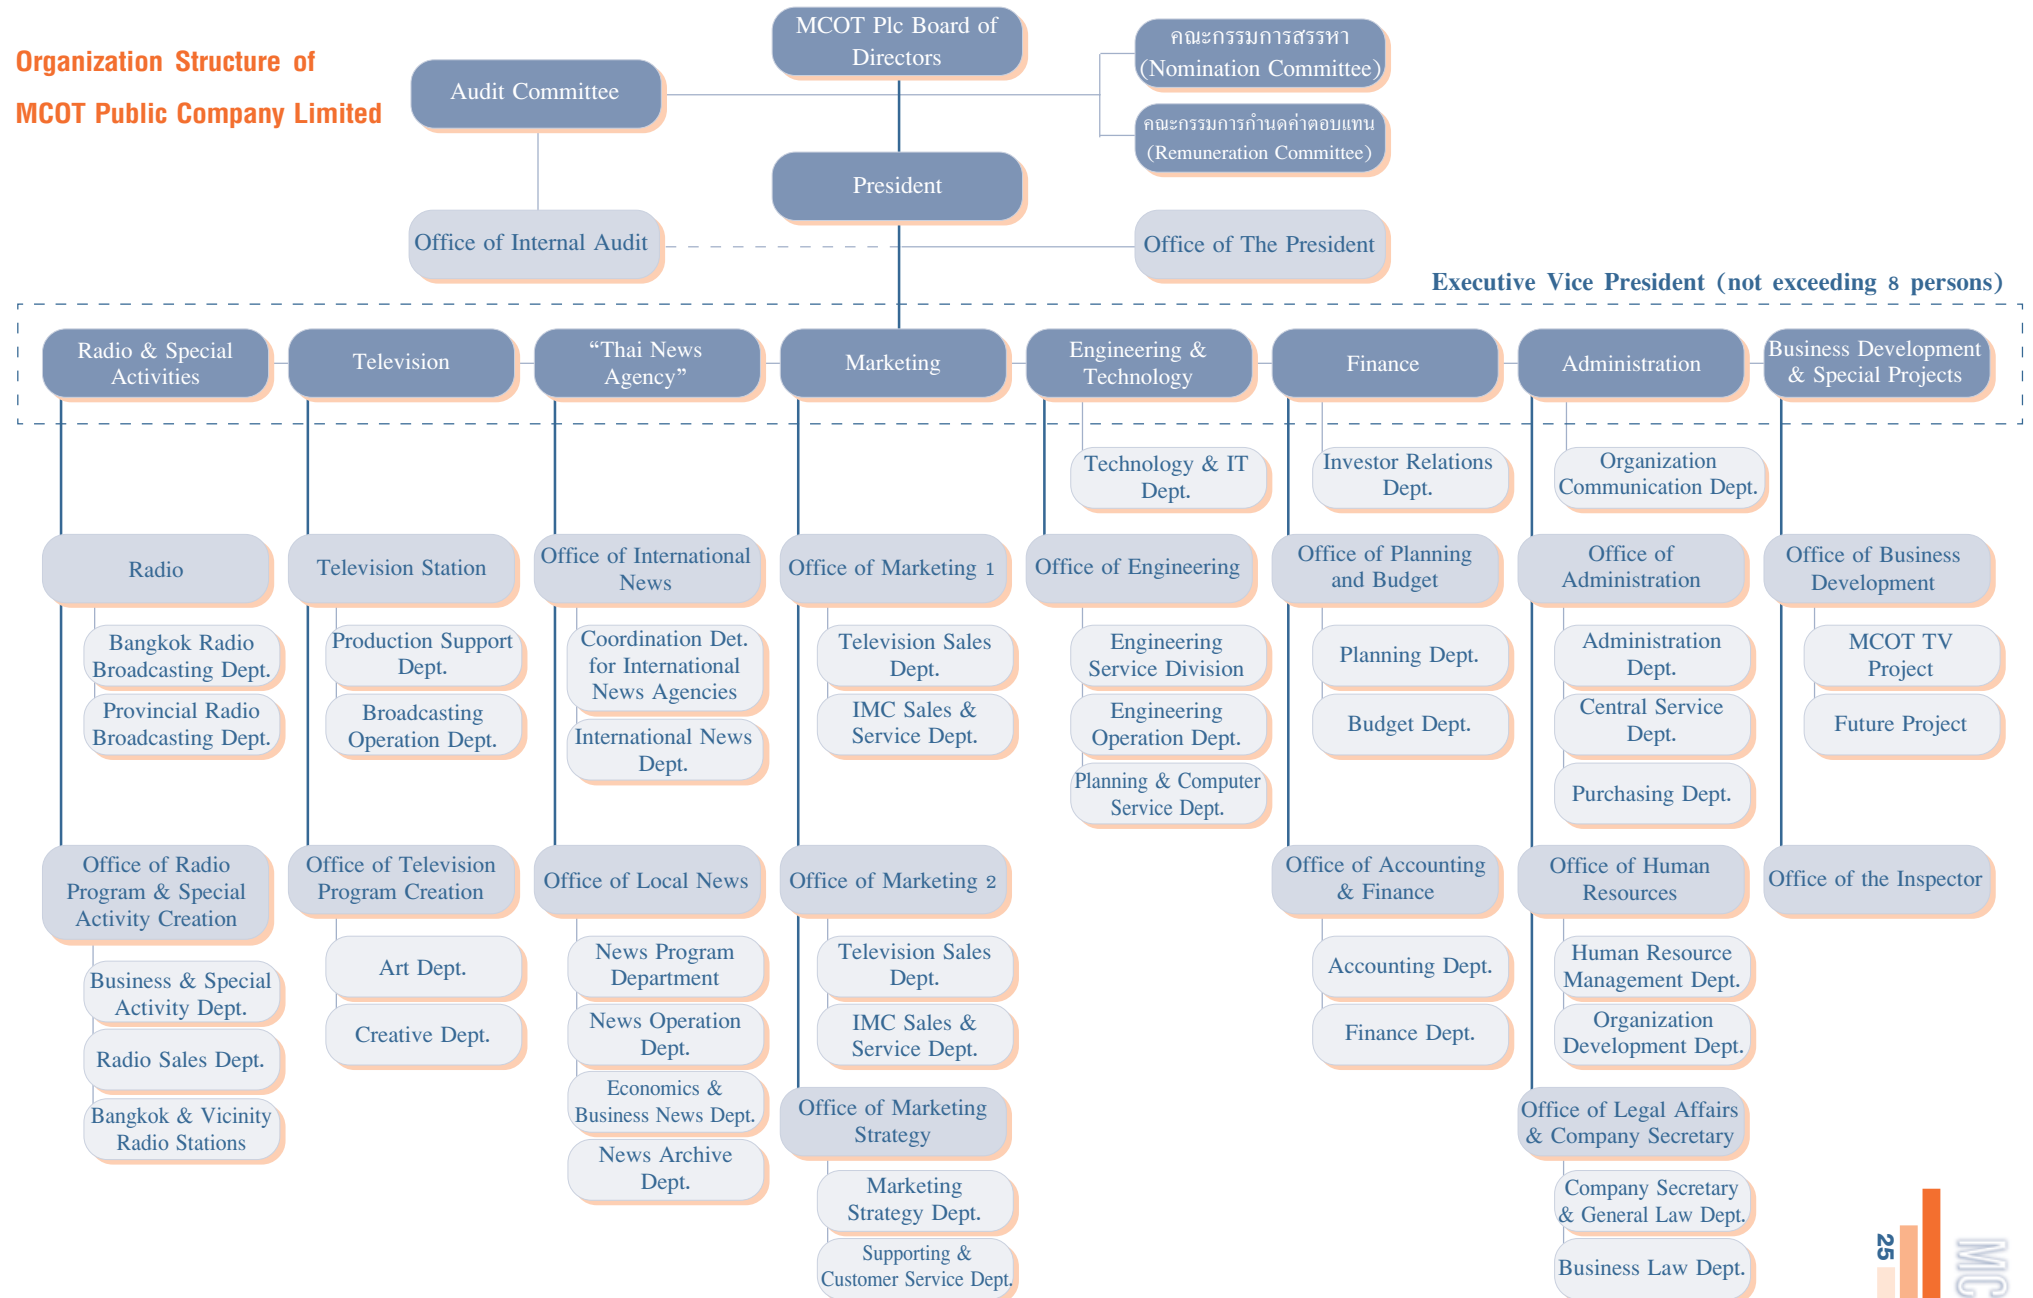 Organization Structure of
MCOT Public Company Limited
MCOT Plc Board of
Directors
Audit Committee
คณะกรรมการสรรหา
(Nomination Committee)
คณะกรรมการกำนดค่าตอบแทน
(Remuneration Committee)
President
Office of Internal Audit
Office of The President
Executive Vice President (not exceeding 8 persons)
Radio & Special
Activities
Television
“Thai News
Agency”
Marketing
Engineering &
Technology
Finance
Administration
Business Development
& Special Projects
Technology & IT
Dept.
Investor Relations
Dept.
Organization
Communication Dept.
Radio
Television Station
Office of International
News
Office of Marketing 1
Office of Engineering
Office of Planning
and Budget
Office of
Administration
Office of Business
Development
Bangkok Radio
Broadcasting Dept.
Provincial Radio
Broadcasting Dept.
Production Support
Dept.
Broadcasting
Operation Dept.
Coordination Det.
for International
News Agencies
International News
Dept.
Television Sales
Dept.
IMC Sales &
Service Dept.
Engineering
Service Division
Engineering
Operation Dept.
Planning & Computer
Service Dept.
Planning Dept.
Budget Dept.
Administration
Dept.
Central Service
Dept.
Purchasing Dept.
MCOT TV
Project
Future Project
Office of Radio
Program & Special
Activity Creation
Office of Television
Program Creation
Office of Local News
Office of Marketing 2
Office of Accounting
& Finance
Office of Human
Resources
Office of the Inspector
Business & Special
Activity Dept.
Radio Sales Dept.
Bangkok & Vicinity
Radio Stations
Art Dept.
Creative Dept.
News Program
Department
News Operation
Dept.
Economics &
Business News Dept.
News Archive
Dept.
Television Sales
Dept.
IMC Sales &
Service Dept.
Office of Marketing
Strategy
Marketing
Strategy Dept.
Supporting &
Customer Service Dept.
Accounting Dept.
Finance Dept.
Human Resource
Management Dept.
Organization
Development Dept.
Office of Legal Affairs
& Company Secretary
Company Secretary
& General Law Dept.
Business Law Dept.
25
MC